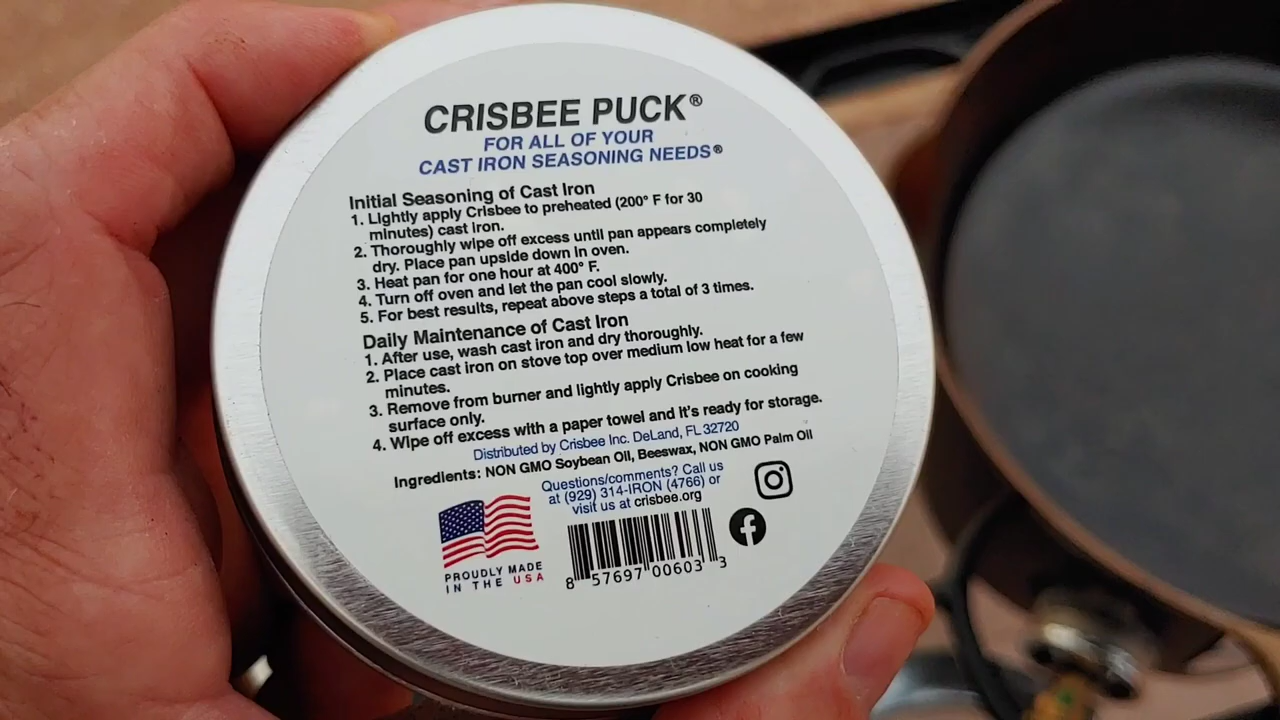 CRISBEE PUCK®
FOR ALL OF YOUR
CAST IRON SEASONING NEEDS®
Initial Seasoning of Cast Iron
1. Lightly apply Crisbee to preheated (200° F for 30
minutes) cast iron.
2. Thoroughly wipe off excess until pan appears completely
dry. Place pan upside down in oven.
3. Heat pan for one hour at 400° F.
4. Turn off oven and let the pan cool slowly.
5. For best results, repeat above steps a total of 3 times.
Daily Maintenance of Cast Iron
1. After use, wash cast iron and dry thoroughly.
2. Place cast iron on stove top over medium low heat for a few
minutes.
3. Remove from burner and lightly apply Crisbee on cooking
surface only.
4. Wipe off excess with a paper towel and it's ready for storage.
Distributed by Crisbee Inc. DeLand, FL 32720
Ingredients: NON GMO Soybean Oil, Beeswax, NON GMO Palm Oil
Questions/comments? Call us
at (929) 314-IRON (4766) or
visit us at crisbee.org
PROUDLY MADE
IN THE USA
8 57697 00603 3